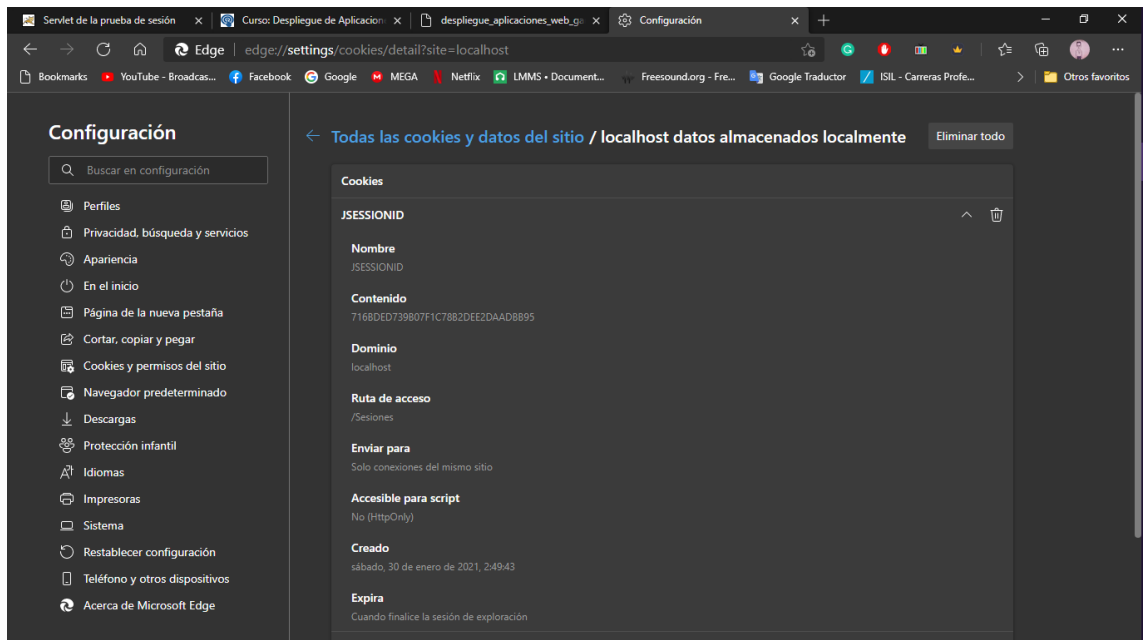 Servlet de la prueba de sesión
Curso: Despliegue de Aplicacion
despliegue_aplicaciones_web_ga
Configuración
Edge
edge://settings/cookies/detail?site=localhost
Bookmarks
YouTube - Broadcas...
Facebook
Google
MEGA
Netflix
LMMS • Document...
Freesound.org - Fre...
Google Traductor
ISIL - Carreras Profe...
Otros favoritos
Configuración
Buscar en configuración
Perfiles
Privacidad, búsqueda y servicios
Apariencia
En el inicio
Página de la nueva pestaña
Cortar, copiar y pegar
Cookies y permisos del sitio
Navegador predeterminado
Descargas
Protección infantil
Idiomas
Impresoras
Sistema
Restablecer configuración
Teléfono y otros dispositivos
Acerca de Microsoft Edge
Todas las cookies y datos del sitio / localhost datos almacenados localmente
Eliminar todo
Cookies
JSESSIONID
Nombre
JSESSIONID
Contenido
716BDED739B07F1C78B2DEE2DAADBB95
Dominio
localhost
Ruta de acceso
/Sesiones
Enviar para
Solo conexiones del mismo sitio
Accesible para script
No (HttpOnly)
Creado
sábado, 30 de enero de 2021, 2:49:43
Expira
Cuando finalice la sesión de exploración